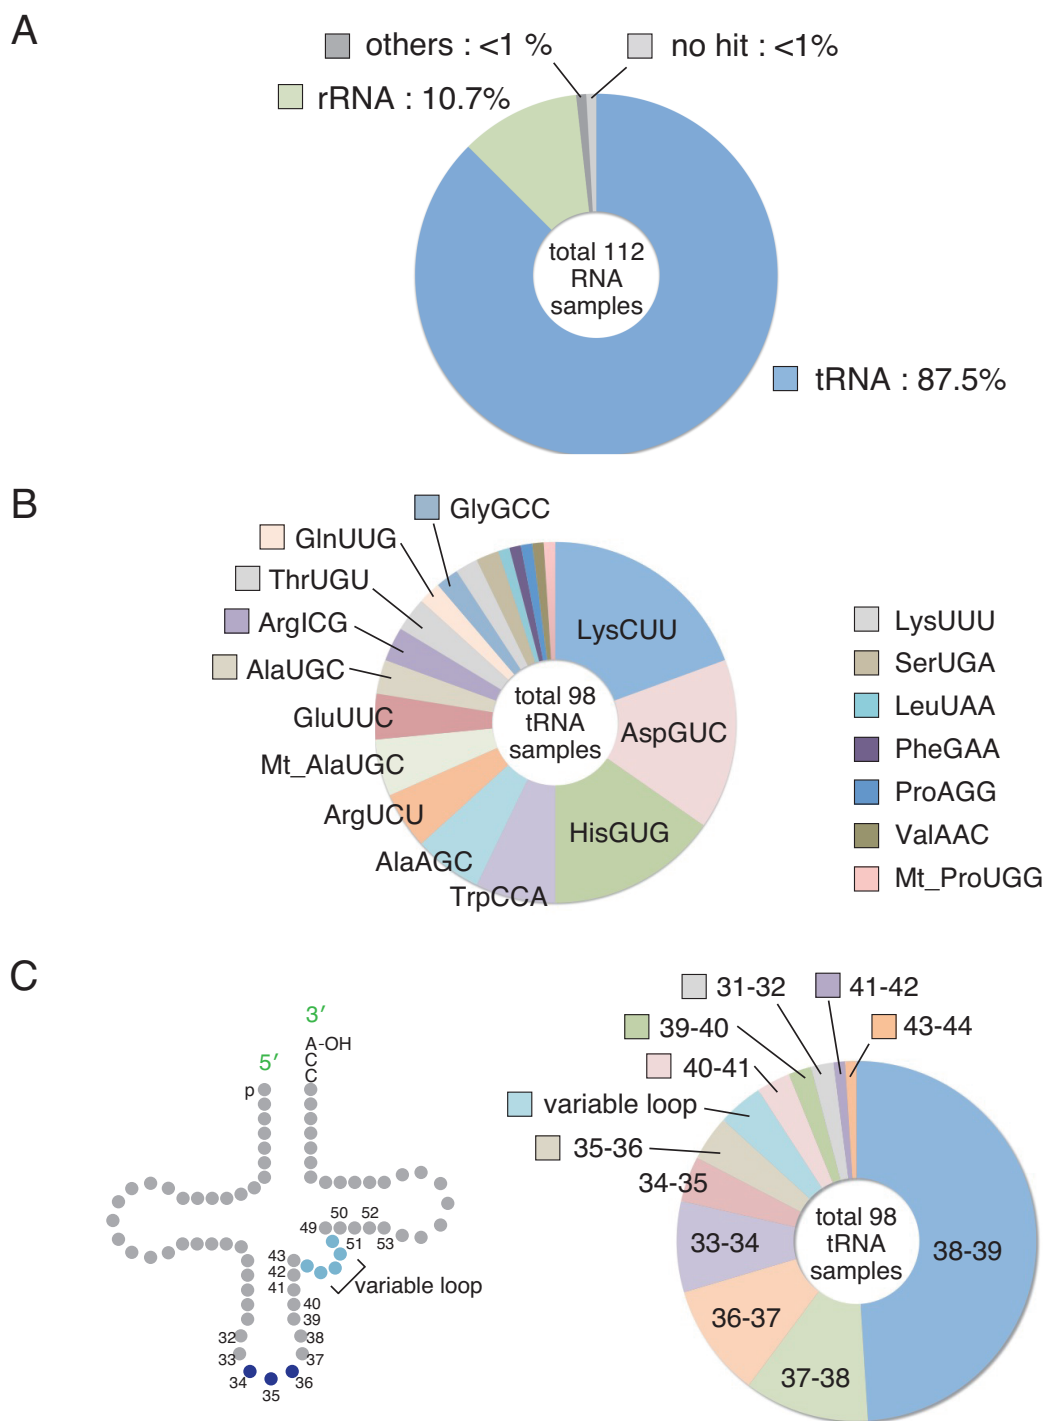 A
others : <1 %
no hit : <1%
rRNA : 10.7%
total 112
RNA
samples
tRNA : 87.5%
B
GlyGCC
GlnUUG
ThrUGU
ArgICG
AlaUGC
GluUUC
Mt_AlaUGC
ArgUCU
AlaAGC
TrpCCA
HisGUG
AspGUC
LysCUU
total 98
tRNA
samples
LysUUU
SerUGA
LeuUAA
PheGAA
ProAGG
ValAAC
Mt_ProUGG
C
3′
A-OH
C
C
5′
p
50 52
49
51 53
43
42
41
variable loop
40
39
32
38
33
37
34
36
35
31-32
41-42
39-40
43-44
40-41
variable loop
35-36
34-35
33-34
36-37
37-38
38-39
total 98
tRNA
samples